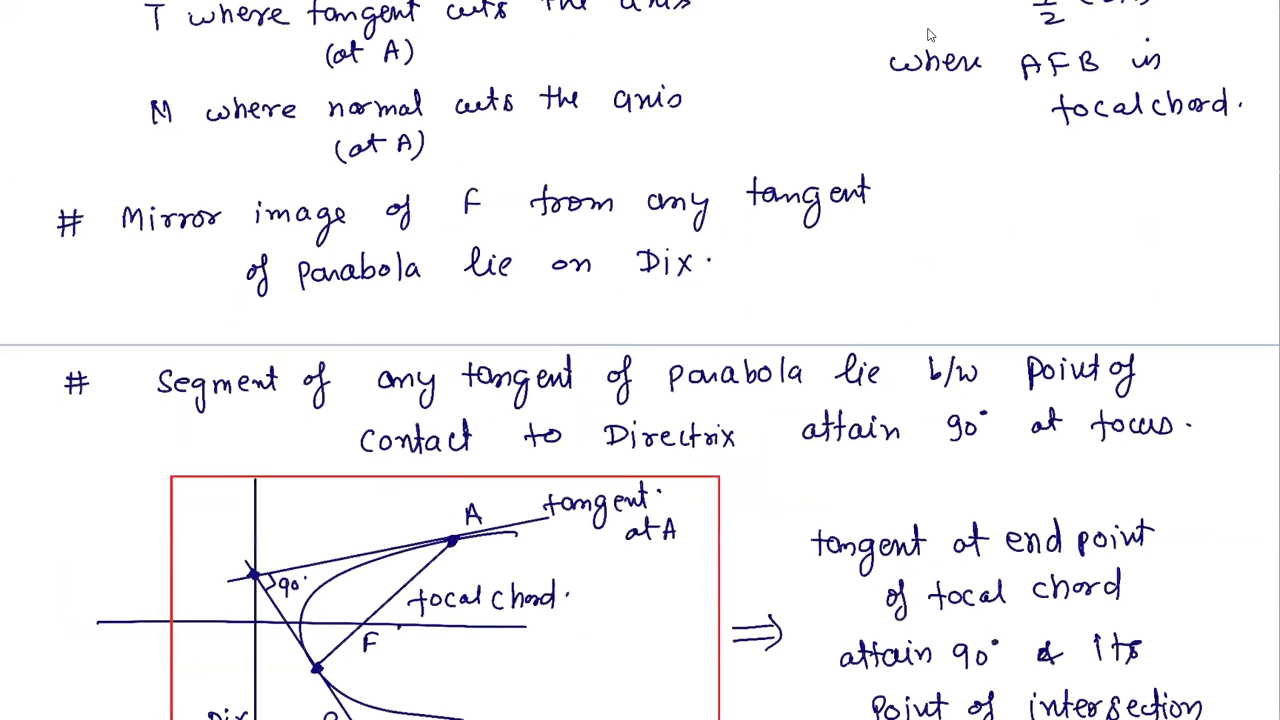 T where tangent cuts the axis
(at A)
M where normal cuts the axis
(at A)
1/2
where AFB is
focal chord.
# Mirror image of F from any tangent
of parabola lie on Dix.
# Segment of any tangent of parabola lie b/w Point of
contact to Directrix attain 90° at focus.
A
tangent.
at A
90°
focal chord.
F
Dix
tangent at end point
of focal chord
attain 90° & its
point of intersection